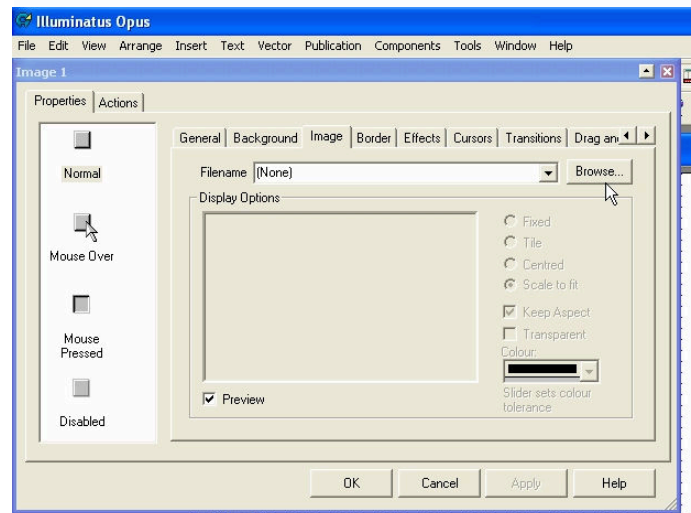 Illuminatus Opus
File Edit View Arrange Insert Text Vector Publication Components Tools Window Help
Image 1
Properties Actions
General Background Image Border Effects Cursors Transitions Drag an
Normal
Filename (None) Browse...
Display Options
Fixed
Tile
Mouse Over
Centred
Scale to fit
Keep Aspect
Mouse
Pressed
Transparent
Colour:
Preview
Slider sets colour
tolerance
Disabled
OK Cancel Apply Help